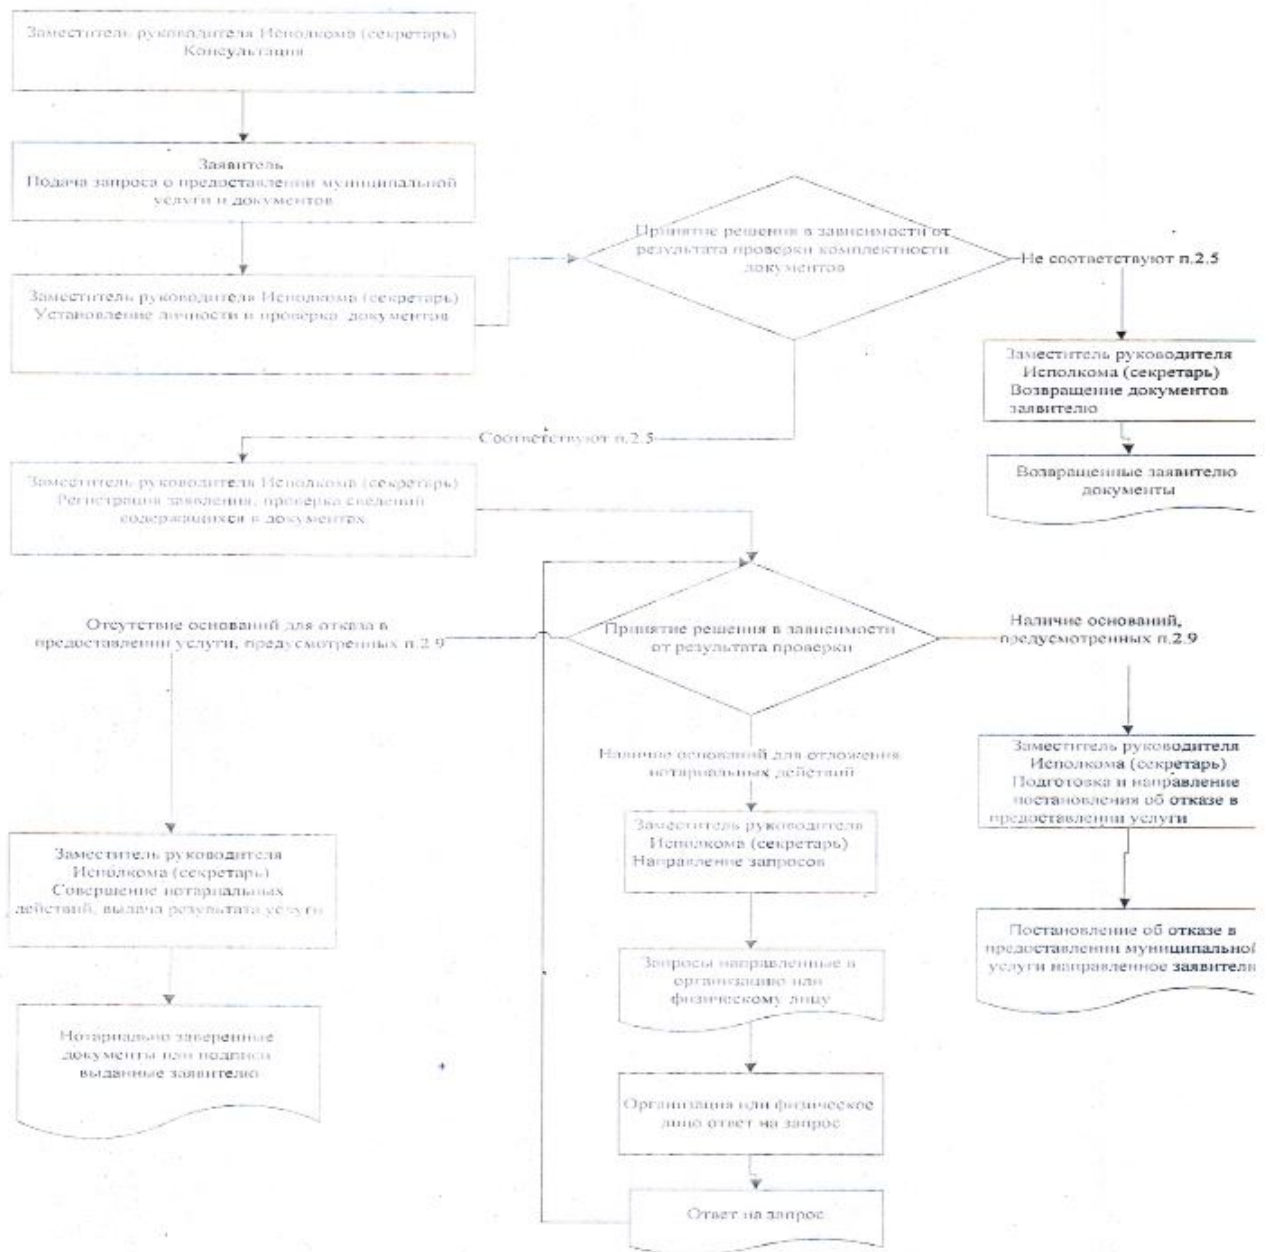 Заместитель руководителя Исполкома (секретарь)
Консультация
Заявитель
Подача запроса о предоставлении муниципальной
услуги и документов
Заместитель руководителя Исполкома (секретарь)
Установление личности и проверка документов
Принятие решения в зависимости от
результата проверки комплектности
документов
Не соответствуют п.2.5
Заместитель руководителя
Исполкома (секретарь)
Возвращение документов
заявителю
Возвращенные заявителю
документы
Соответствуют п.2.5
Заместитель руководителя Исполкома (секретарь)
Регистрация заявления, проверка сведений
содержащихся в документах
Отсутствие оснований для отказа в
предоставлении услуги, предусмотренных п.2.9
Принятие решения в зависимости
от результата проверки
Наличие оснований,
предусмотренных п.2.9
Заместитель руководителя
Исполкома (секретарь)
Совершение нотариальных
действий, выдача результата услуги
Нотариально заверенные
документы или подписи
выданные заявителю
Наличие оснований для отложения
нотариальных действий
Заместитель руководителя
Исполкома (секретарь)
Направление запросов
Запросы направленные в
организацию или
физическому лицу
Организация или физическое
лицо ответ на запрос
Ответ на запрос
Заместитель руководителя
Исполкома (секретарь)
Подготовка и направление
постановления об отказе в
предоставлении услуги
Постановление об отказе в
предоставлении муниципальной
услуги направленное заявителю